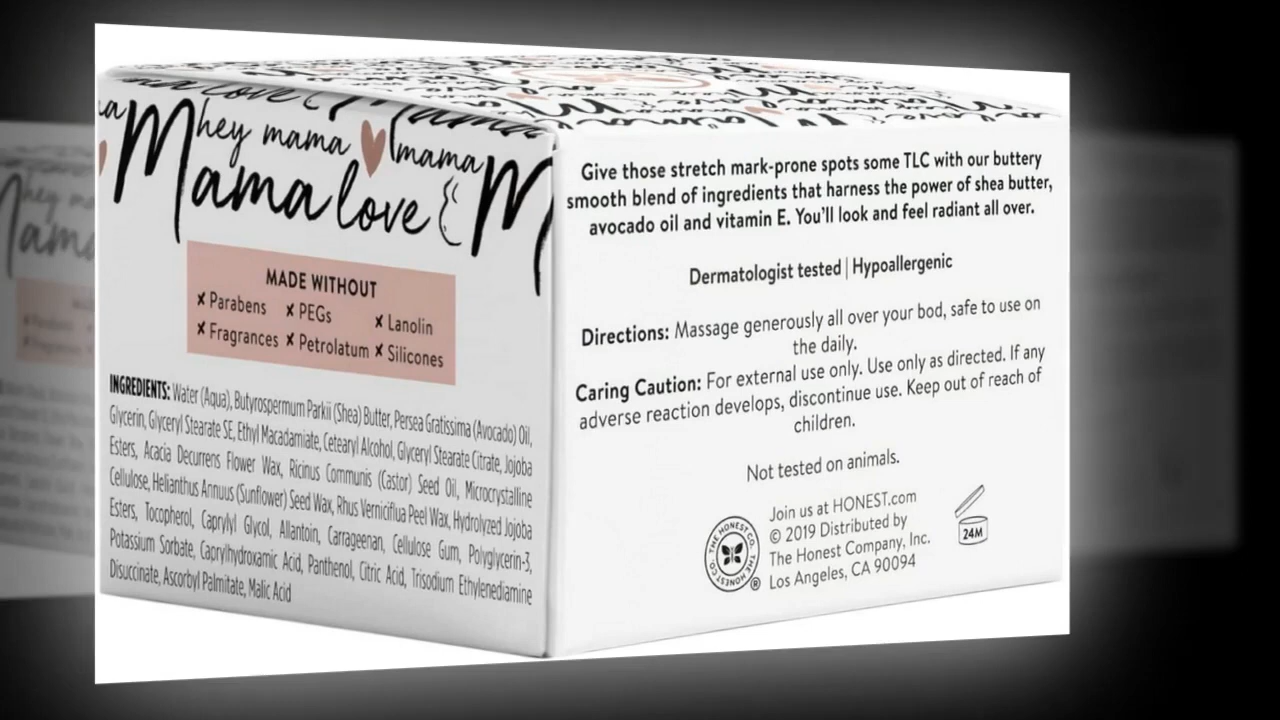 hey mama
mama
Mama love
MADE WITHOUT
✗ Parabens ✗ PEGs ✗ Lanolin
✗ Fragrances ✗ Petrolatum ✗ Silicones
INGREDIENTS: Water (Aqua), Butyrospermum Parkii (Shea) Butter, Persea Gratissima (Avocado) Oil,
Glycerin, Glyceryl Stearate SE, Ethyl Macadamiate, Cetearyl Alcohol, Glyceryl Stearate Citrate, Jojoba
Esters, Acacia Decurrens Flower Wax, Ricinus Communis (Castor) Seed Oil, Microcrystalline
Cellulose, Helianthus Annuus (Sunflower) Seed Wax, Rhus Verniciflua Peel Wax, Hydrolyzed Jojoba
Esters, Tocopherol, Caprylyl Glycol, Allantoin, Carrageenan, Cellulose Gum, Polyglycerin-3,
Potassium Sorbate, Caprylhydroxamic Acid, Panthenol, Citric Acid, Trisodium Ethylenediamine
Disuccinate, Ascorbyl Palmitate, Malic Acid
Give those stretch mark-prone spots some TLC with our buttery
smooth blend of ingredients that harness the power of shea butter,
avocado oil and vitamin E. You'll look and feel radiant all over.
Dermatologist tested | Hypoallergenic
Directions: Massage generously all over your bod, safe to use on
the daily.
Caring Caution: For external use only. Use only as directed. If any
adverse reaction develops, discontinue use. Keep out of reach of
children.
Not tested on animals.
THE HONEST CO. THE HONEST CO. ®
Join us at HONEST.com
© 2019 Distributed by
The Honest Company, Inc.
Los Angeles, CA 90094
24M